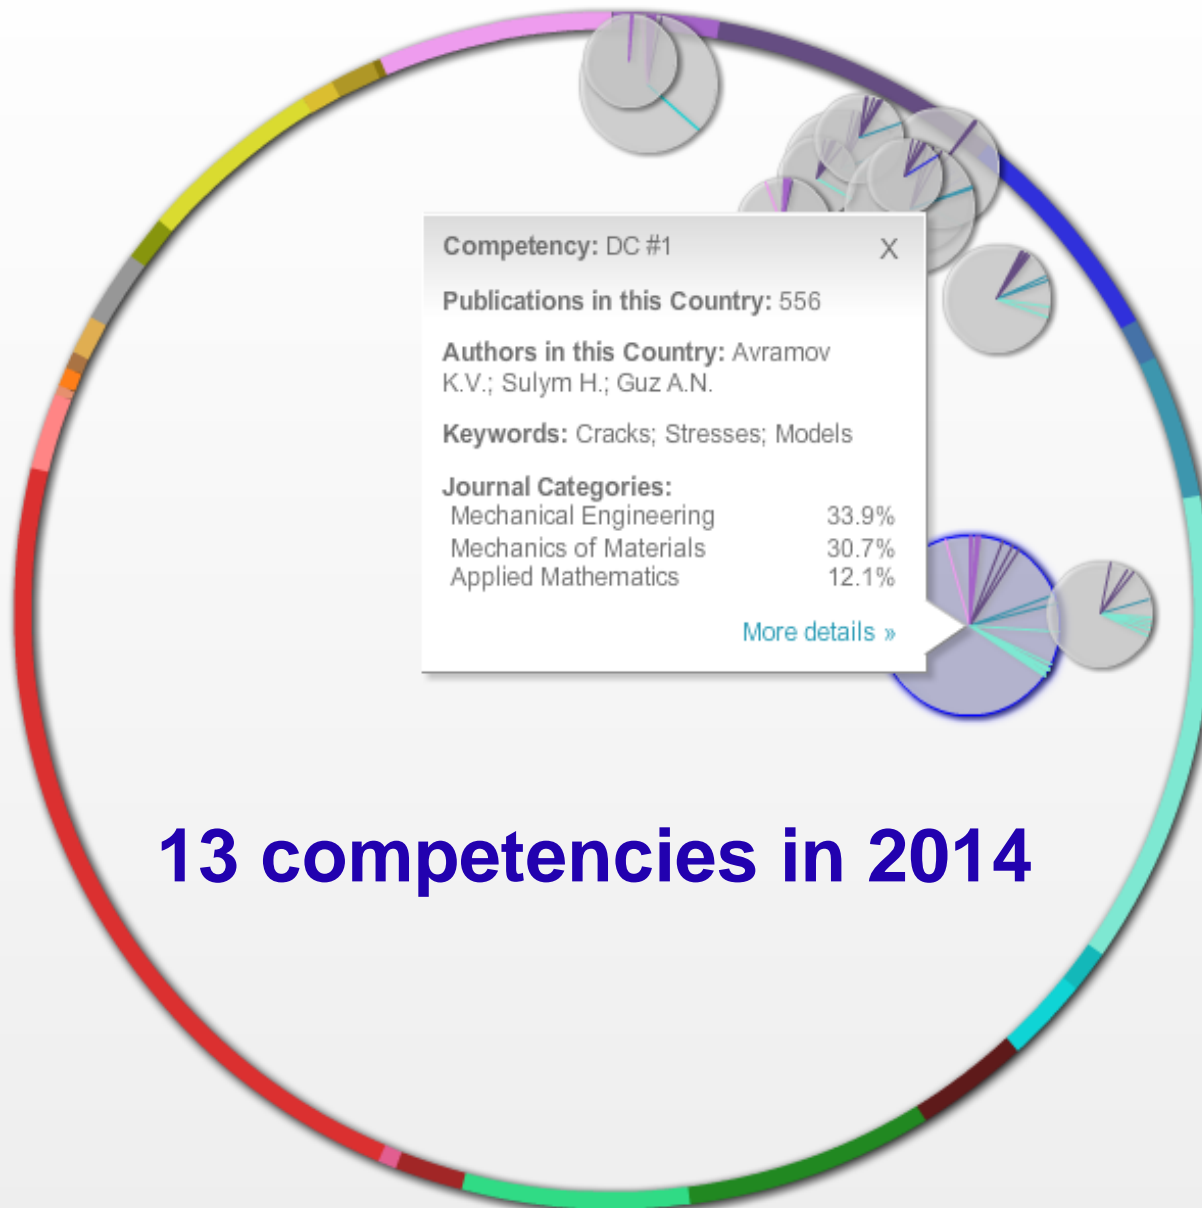 Competency: DC #1 X
Publications in this Country: 556
Authors in this Country: Avramov
K.V.; Sulym H.; Guz A.N.
Keywords: Cracks; Stresses; Models
Journal Categories:
Mechanical Engineering 33.9%
Mechanics of Materials 30.7%
Applied Mathematics 12.1%
More details »
13 competencies in 2014